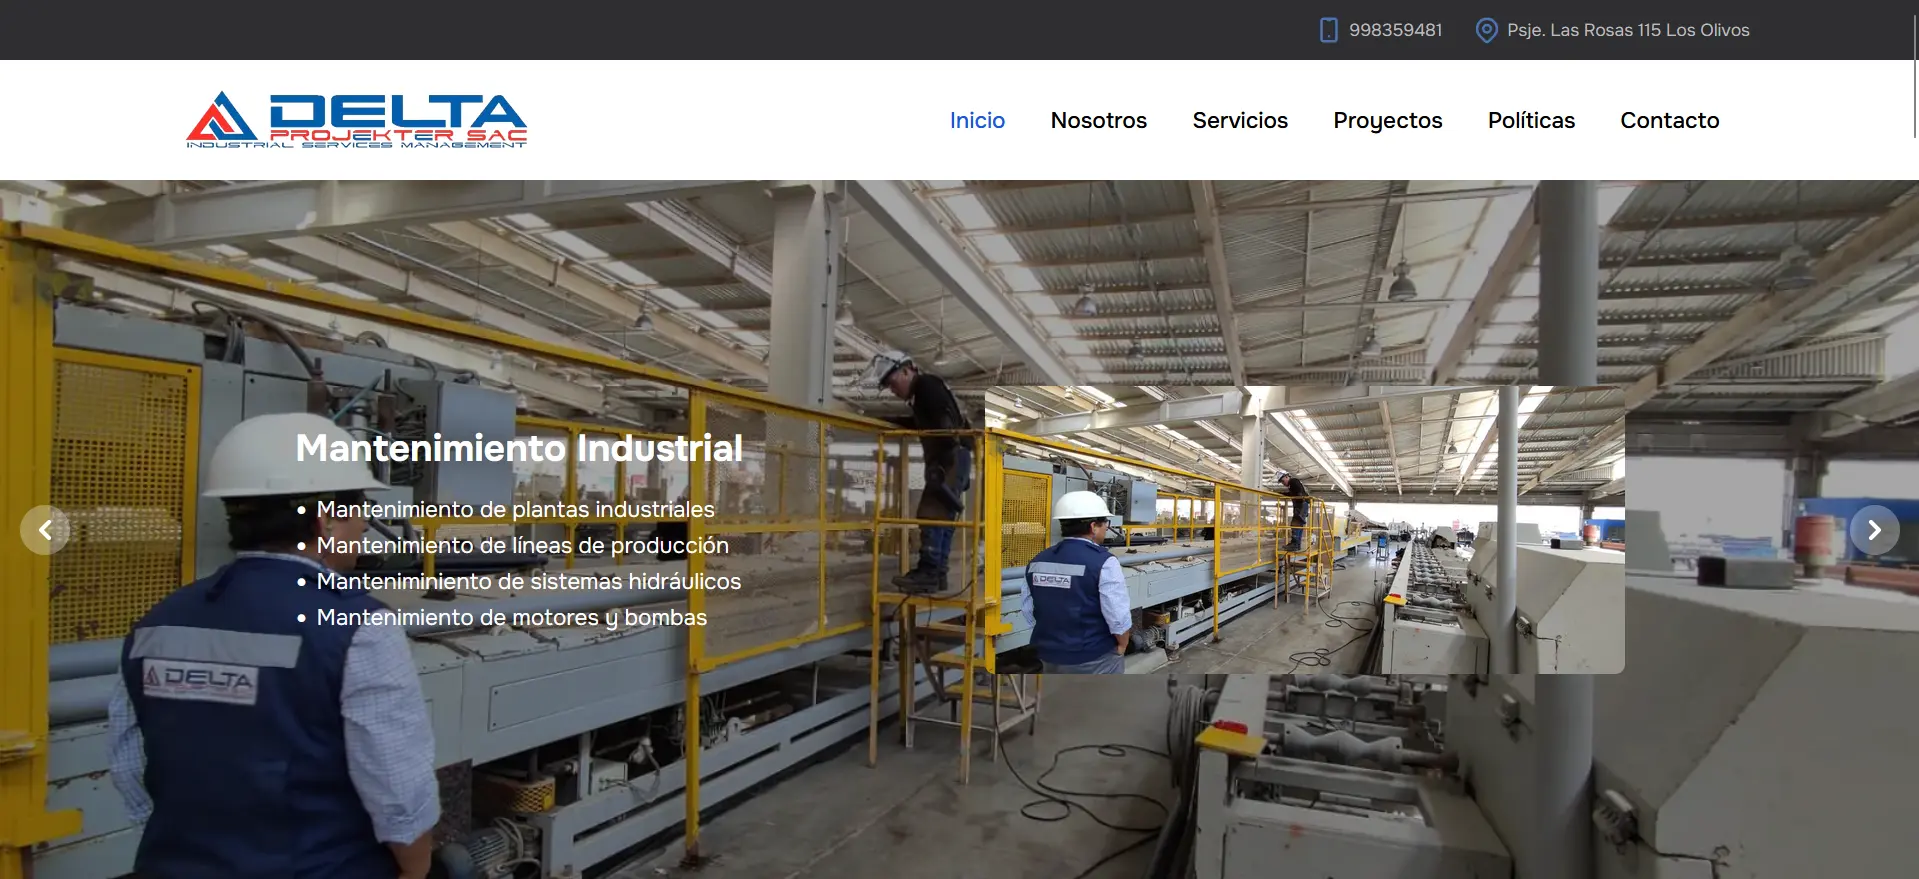 998359481
Psje. Las Rosas 115 Los Olivos
DELTA
PROJEKTER SAC
INDUSTRIAL SERVICES MANAGEMENT
Inicio
Nosotros
Servicios
Proyectos
Políticas
Contacto
Mantenimiento Industrial
Mantenimiento de plantas industriales
Mantenimiento de líneas de producción
Manteniminiento de sistemas hidráulicos
Mantenimiento de motores y bombas
DELTA
DELTA